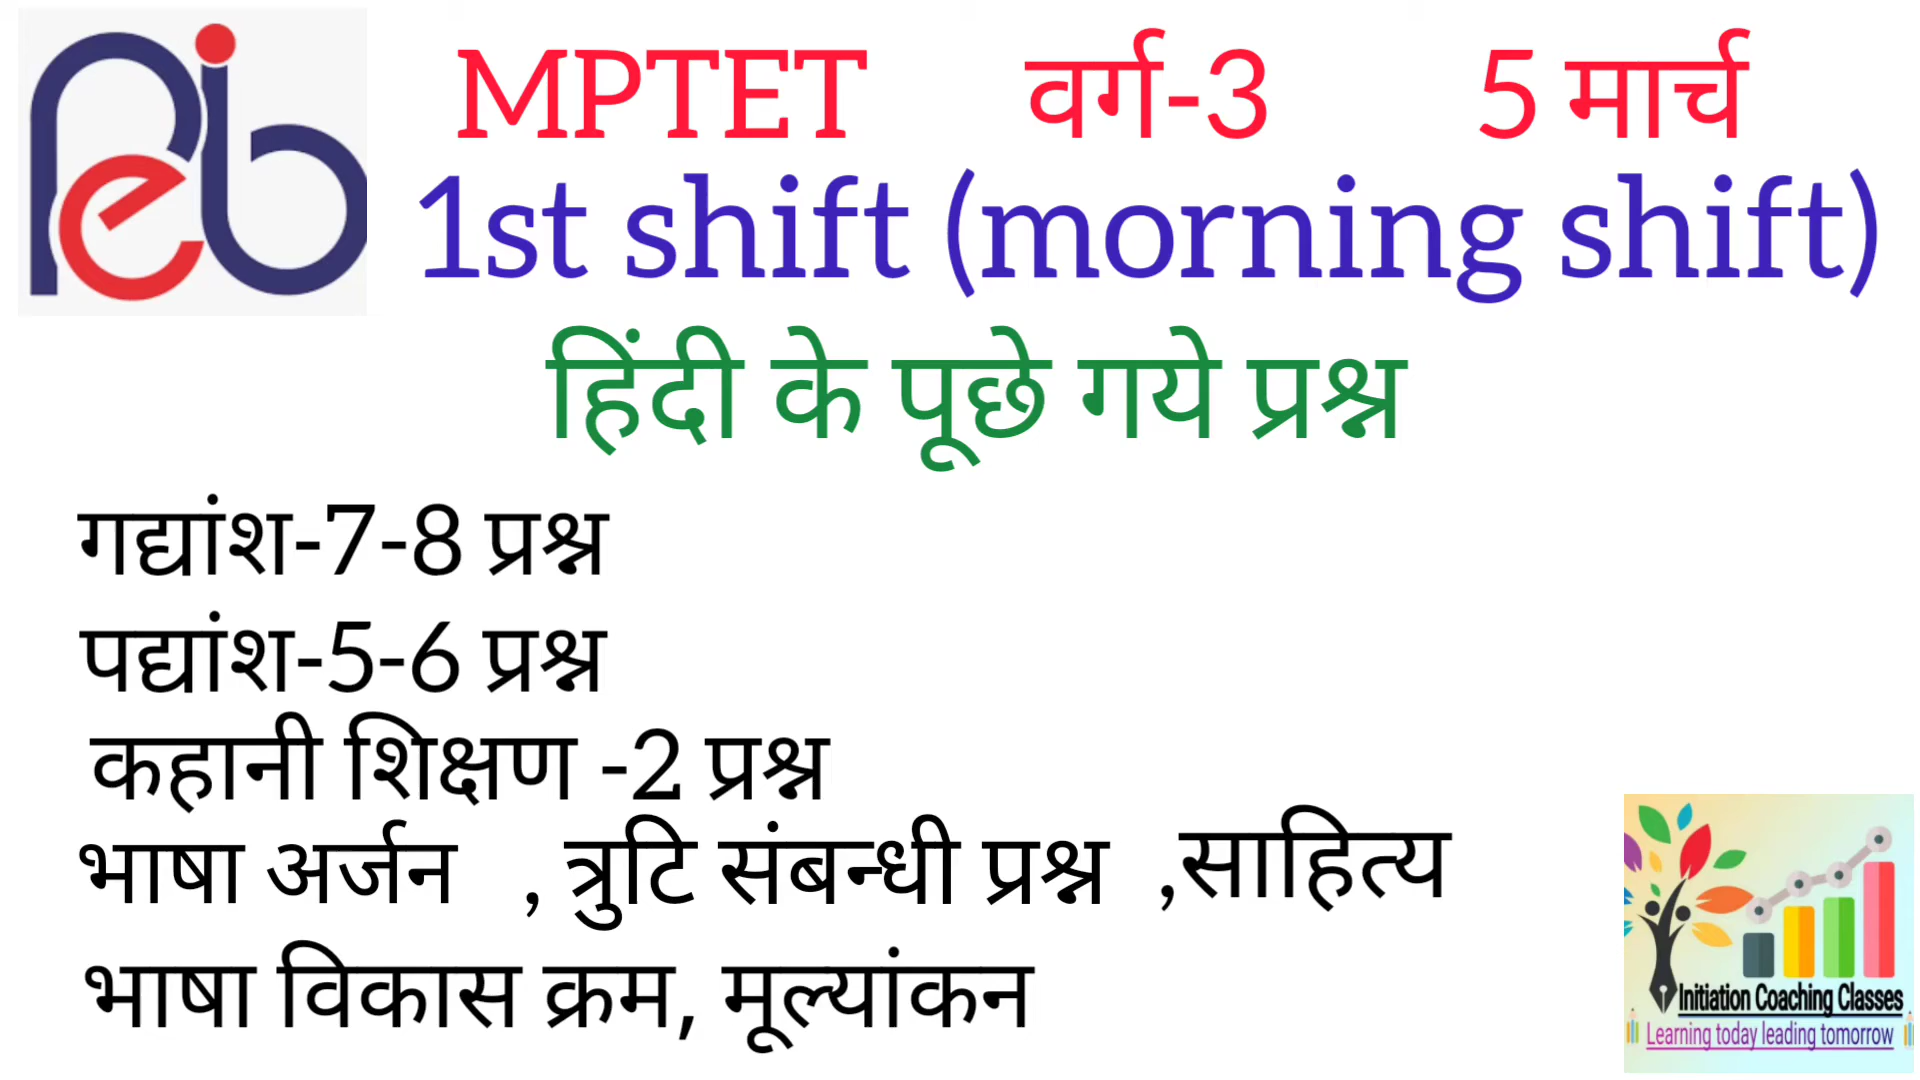 Peb
MPTET वर्ग-3 5 मार्च
1st shift (morning shift)
हिंदी के पूछे गये प्रश्न
गद्यांश-7-8 प्रश्न
पद्यांश-5-6 प्रश्न
कहानी शिक्षण -2 प्रश्न
भाषा अर्जन , त्रुटि संबन्धी प्रश्न ,साहित्य
भाषा विकास क्रम, मूल्यांकन
Initiation Coaching Classes
Learning today leading tomorrow